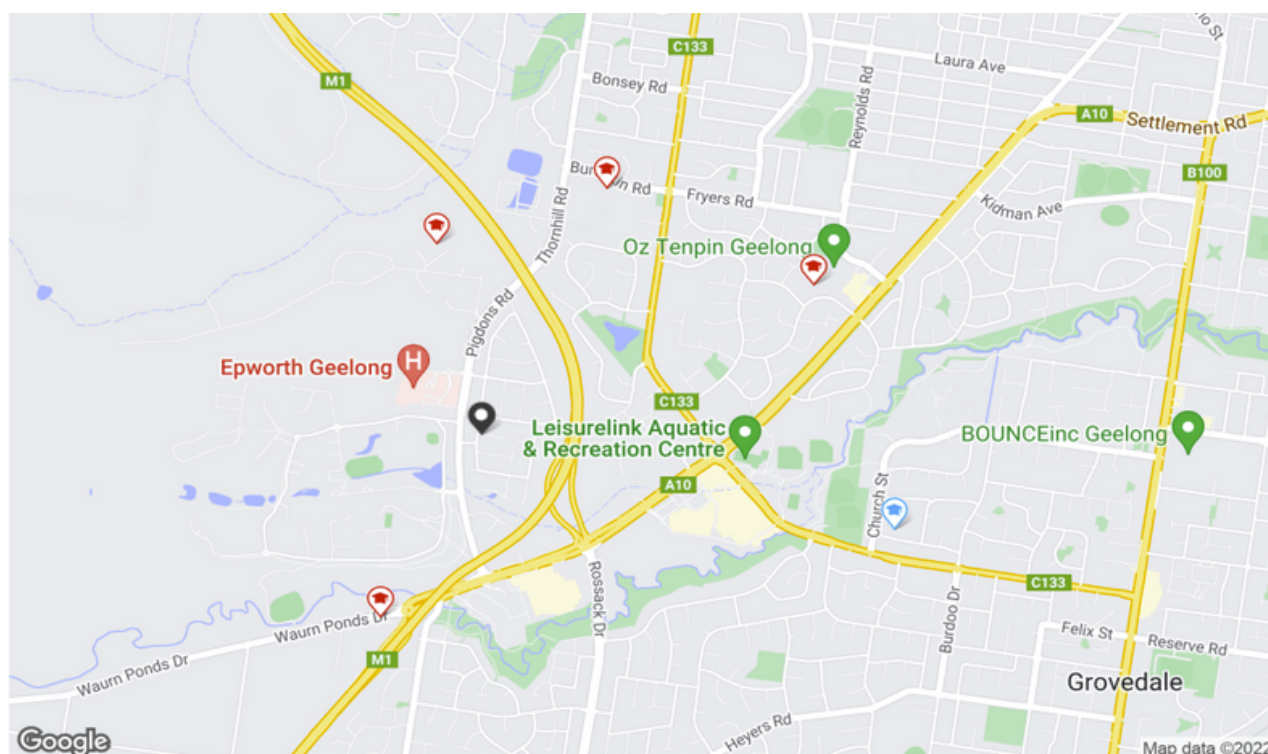 C133
Laura Ave
M1
Bonsey Rd
Reynolds Rd
A10
Settlement Rd
B100
Fryers Rd
Kidman Ave
Thornhill Rd
Oz Tenpin Geelong
Pigdons Rd
Epworth Geelong
H
C133
Leisurelink Aquatic
& Recreation Centre
BOUNCEinc Geelong
A10
Church St
Rossack Dr
C133
Burdoo Dr
Waurn Ponds Dr
Felix St
Reserve Rd
M1
Waurn Ponds Dr
Grovedale
Heyers Rd
Google
Map data ©2022